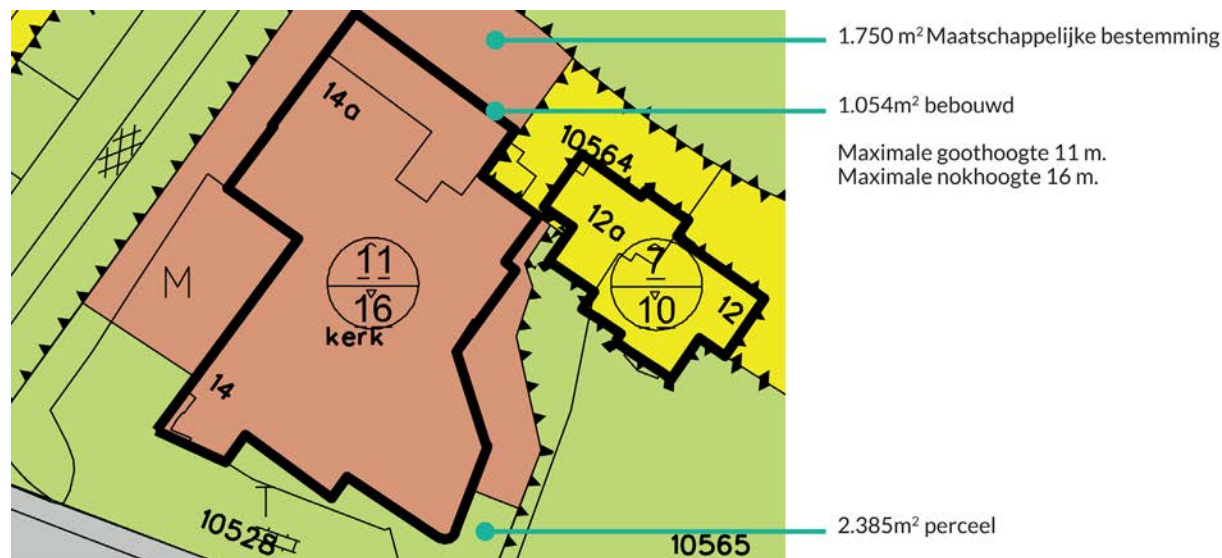 1.750 m² Maatschappelijke bestemming
14a
1.054m² bebouwd
10564
Maximale goothoogte 11 m.
Maximale nokhoogte 16 m.
12a
11
16
7
10
M
12
kerk
14
10528
2.385m² perceel
10565